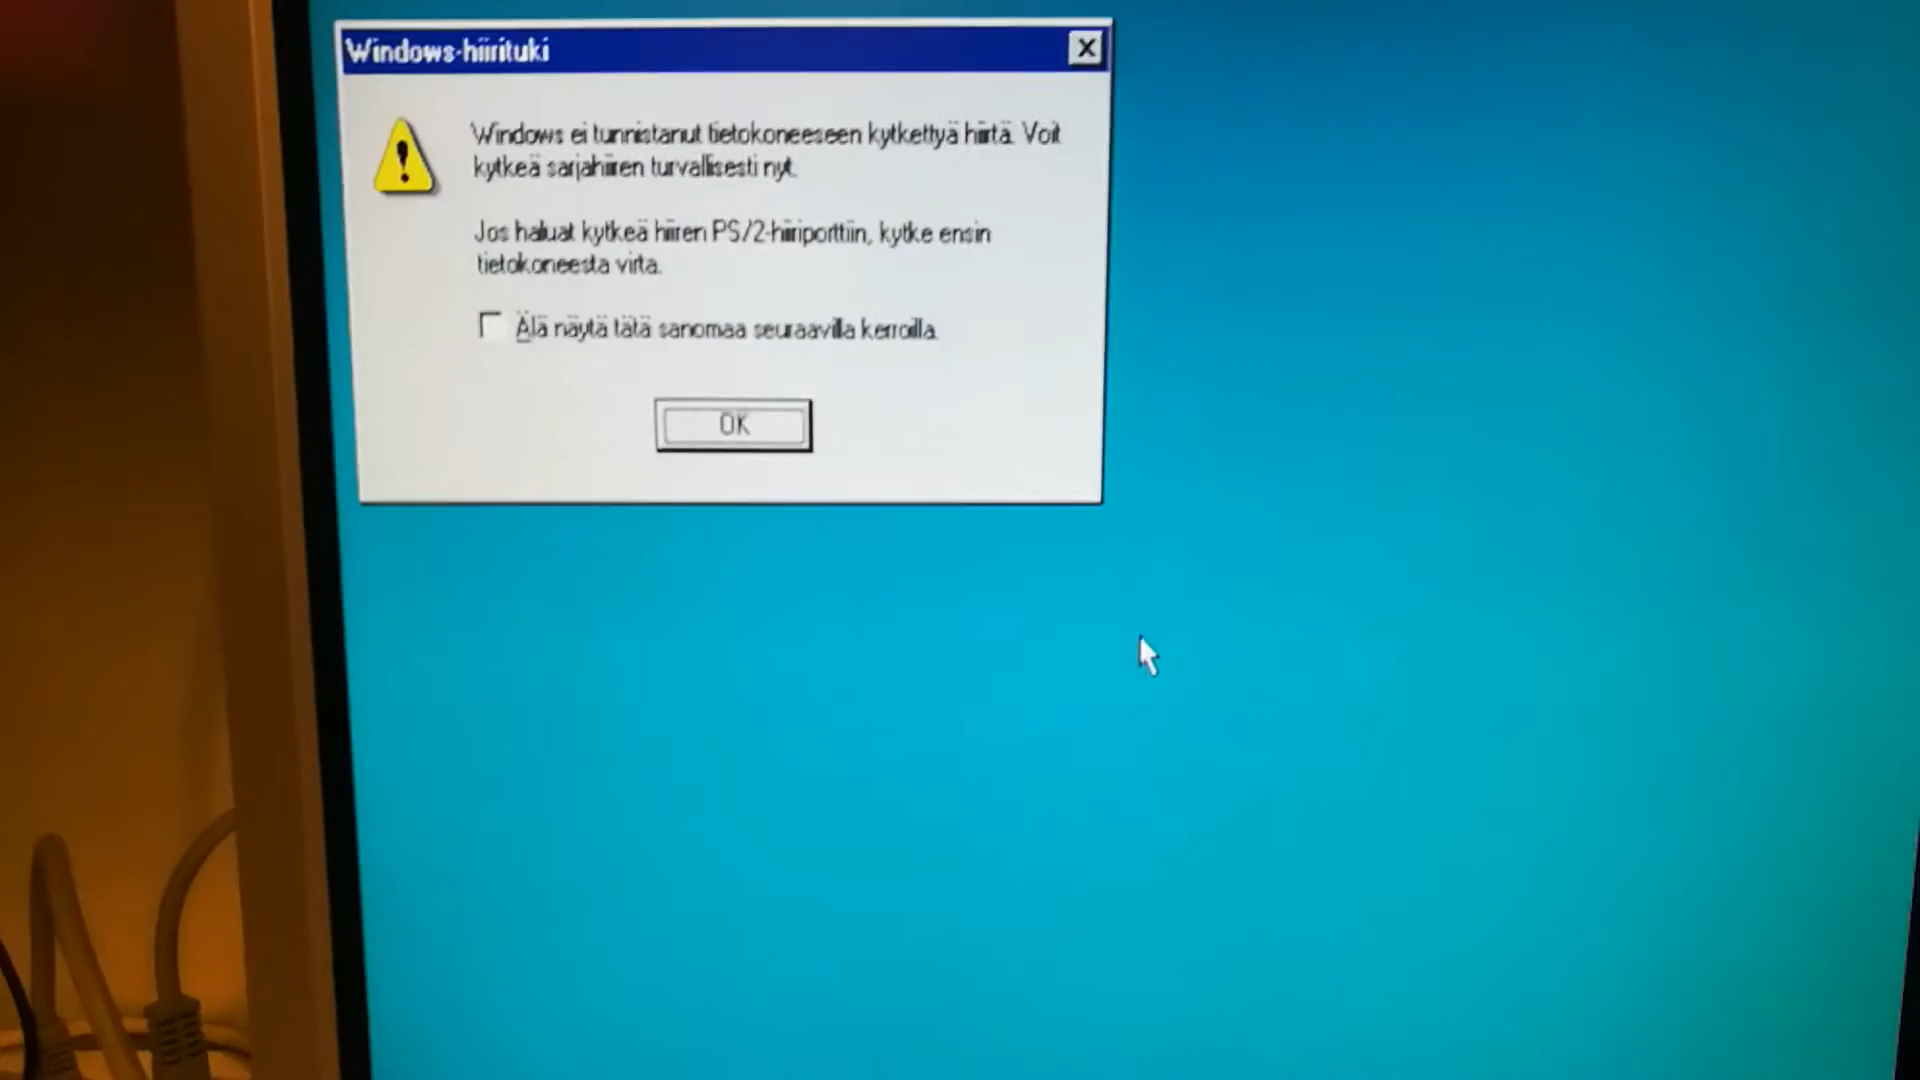 Windows-hiirituki
Windows ei tunnistanut tietokoneeseen kytkettyä hiirtä. Voit
kytkeä sarjahiiren turvallisesti nyt.
Jos haluat kytkeä hiiren PS/2-hiiriporttiin, kytke ensin
tietokoneesta virta.
Älä näytä tätä sanomaa seuraavilla kerroilla.
OK